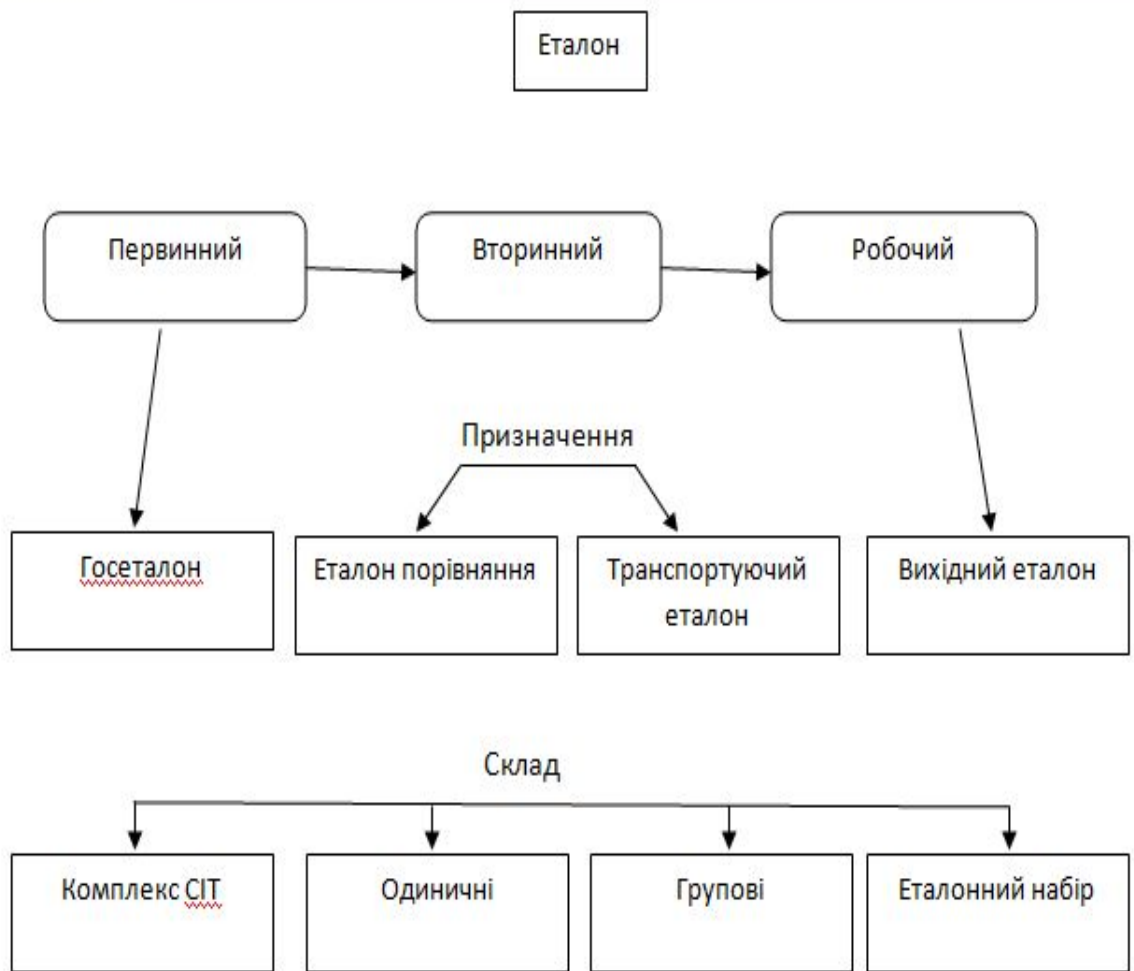 Еталон
Первинний
Вторинний
Робочий
Призначення
Госеталон
Еталон порівняння
Транспортуючий
еталон
Вихідний еталон
Склад
Комплекс СІТ
Одиничні
Групові
Еталонний набір